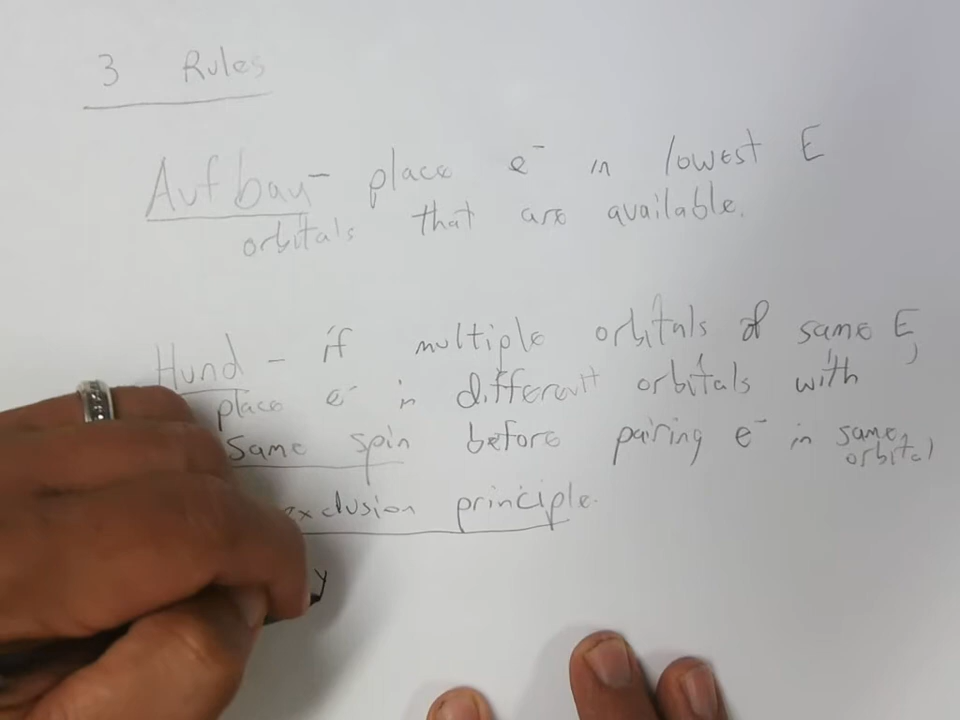 3 Rules
Aufbau - place e⁻ in lowest E
orbitals that are available.
Hund - if multiple orbitals of same E,
place e⁻ in different orbitals with
same spin before pairing e⁻ in same
orbital
exclusion principle.